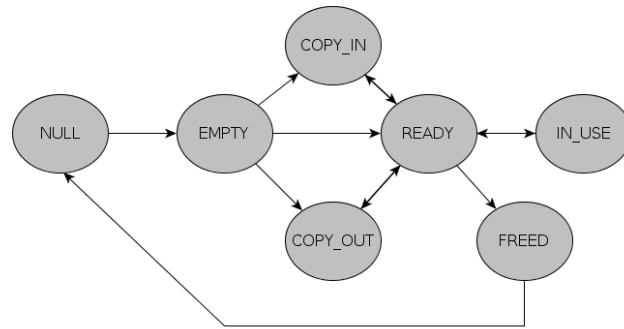 COPY_IN
NULL
EMPTY
READY
IN_USE
COPY_OUT
FREED